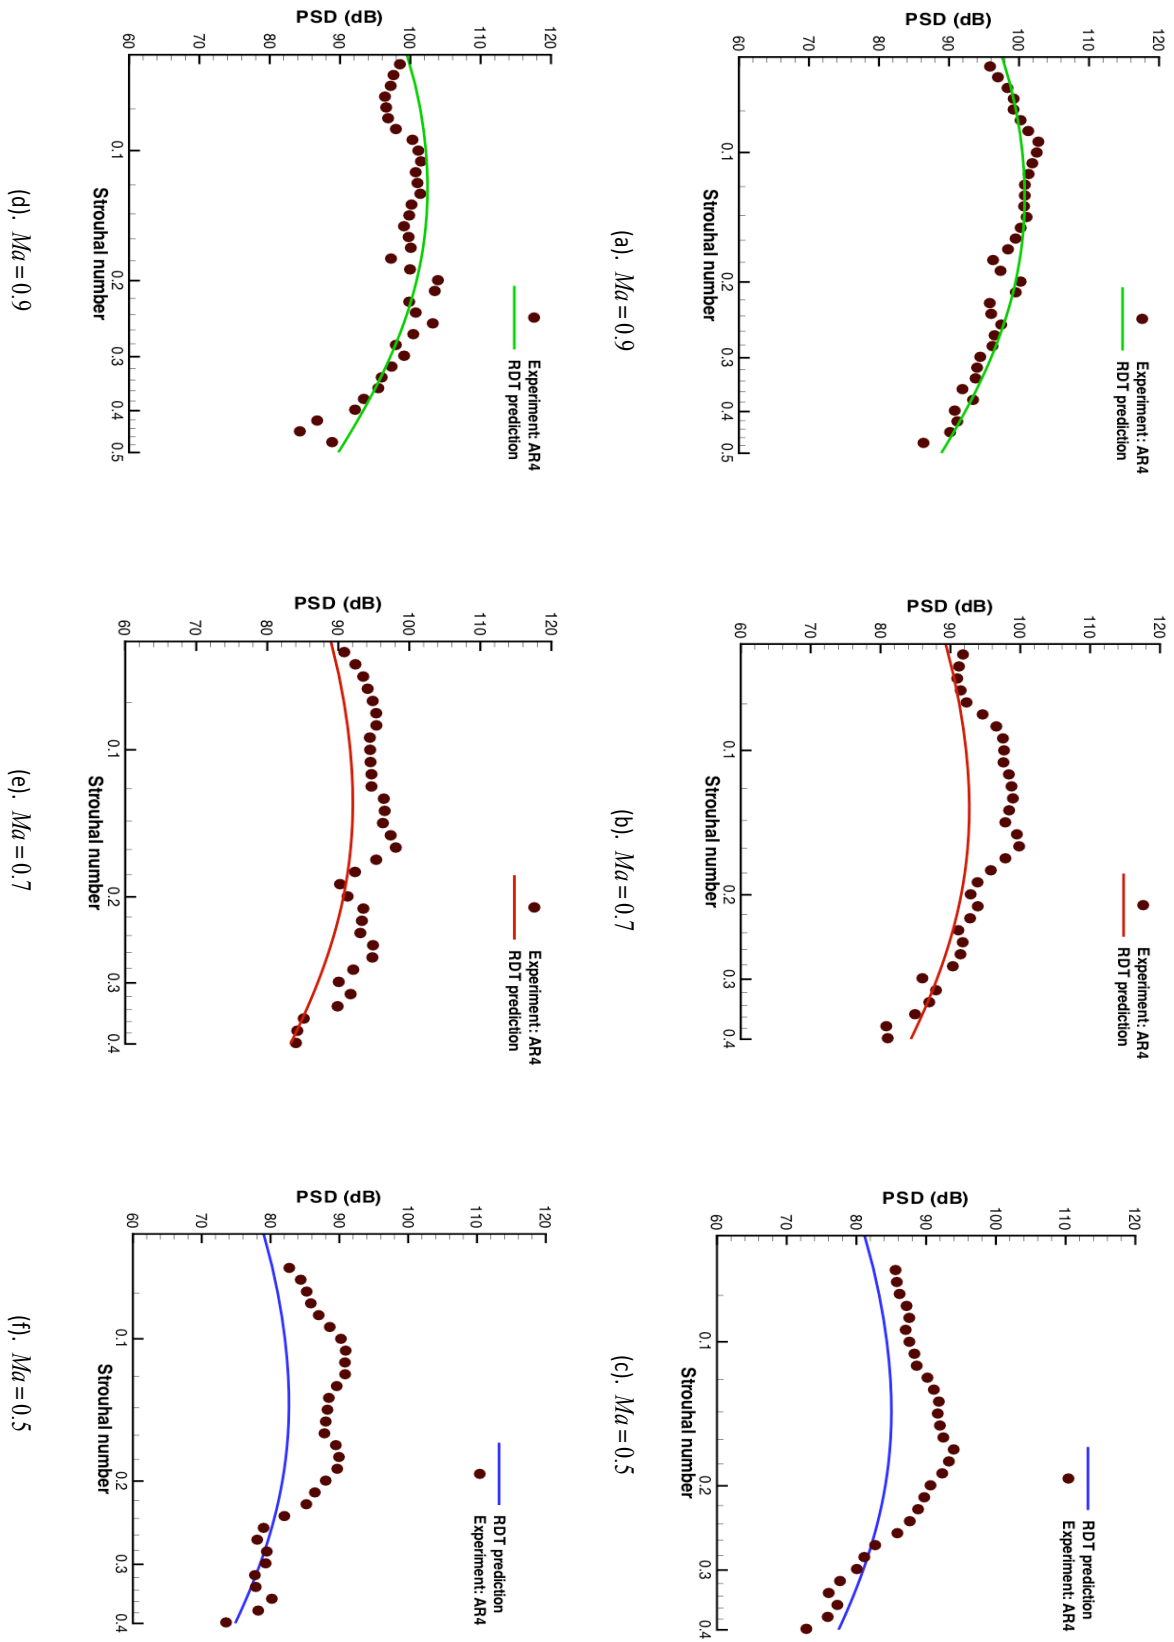 PSD (dB)
120
110
100
90
80
70
60
0.1
0.2
0.3
0.4
0.5
Strouhal number
Experiment: AR4
RDT prediction
(a). Ma = 0.9
PSD (dB)
120
110
100
90
80
70
60
0.1
0.2
0.3
0.4
Strouhal number
Experiment: AR4
RDT prediction
(b). Ma = 0.7
PSD (dB)
120
110
100
90
80
70
60
0.1
0.2
0.3
0.4
Strouhal number
RDT prediction
Experiment: AR4
(c). Ma = 0.5
PSD (dB)
120
110
100
90
80
70
60
0.1
0.2
0.3
0.4
0.5
Strouhal number
Experiment: AR4
RDT prediction
(d). Ma = 0.9
PSD (dB)
120
110
100
90
80
70
60
0.1
0.2
0.3
0.4
Strouhal number
Experiment: AR4
RDT prediction
(e). Ma = 0.7
PSD (dB)
120
110
100
90
80
70
60
0.1
0.2
0.3
0.4
Strouhal number
RDT prediction
Experiment: AR4
(f). Ma = 0.5